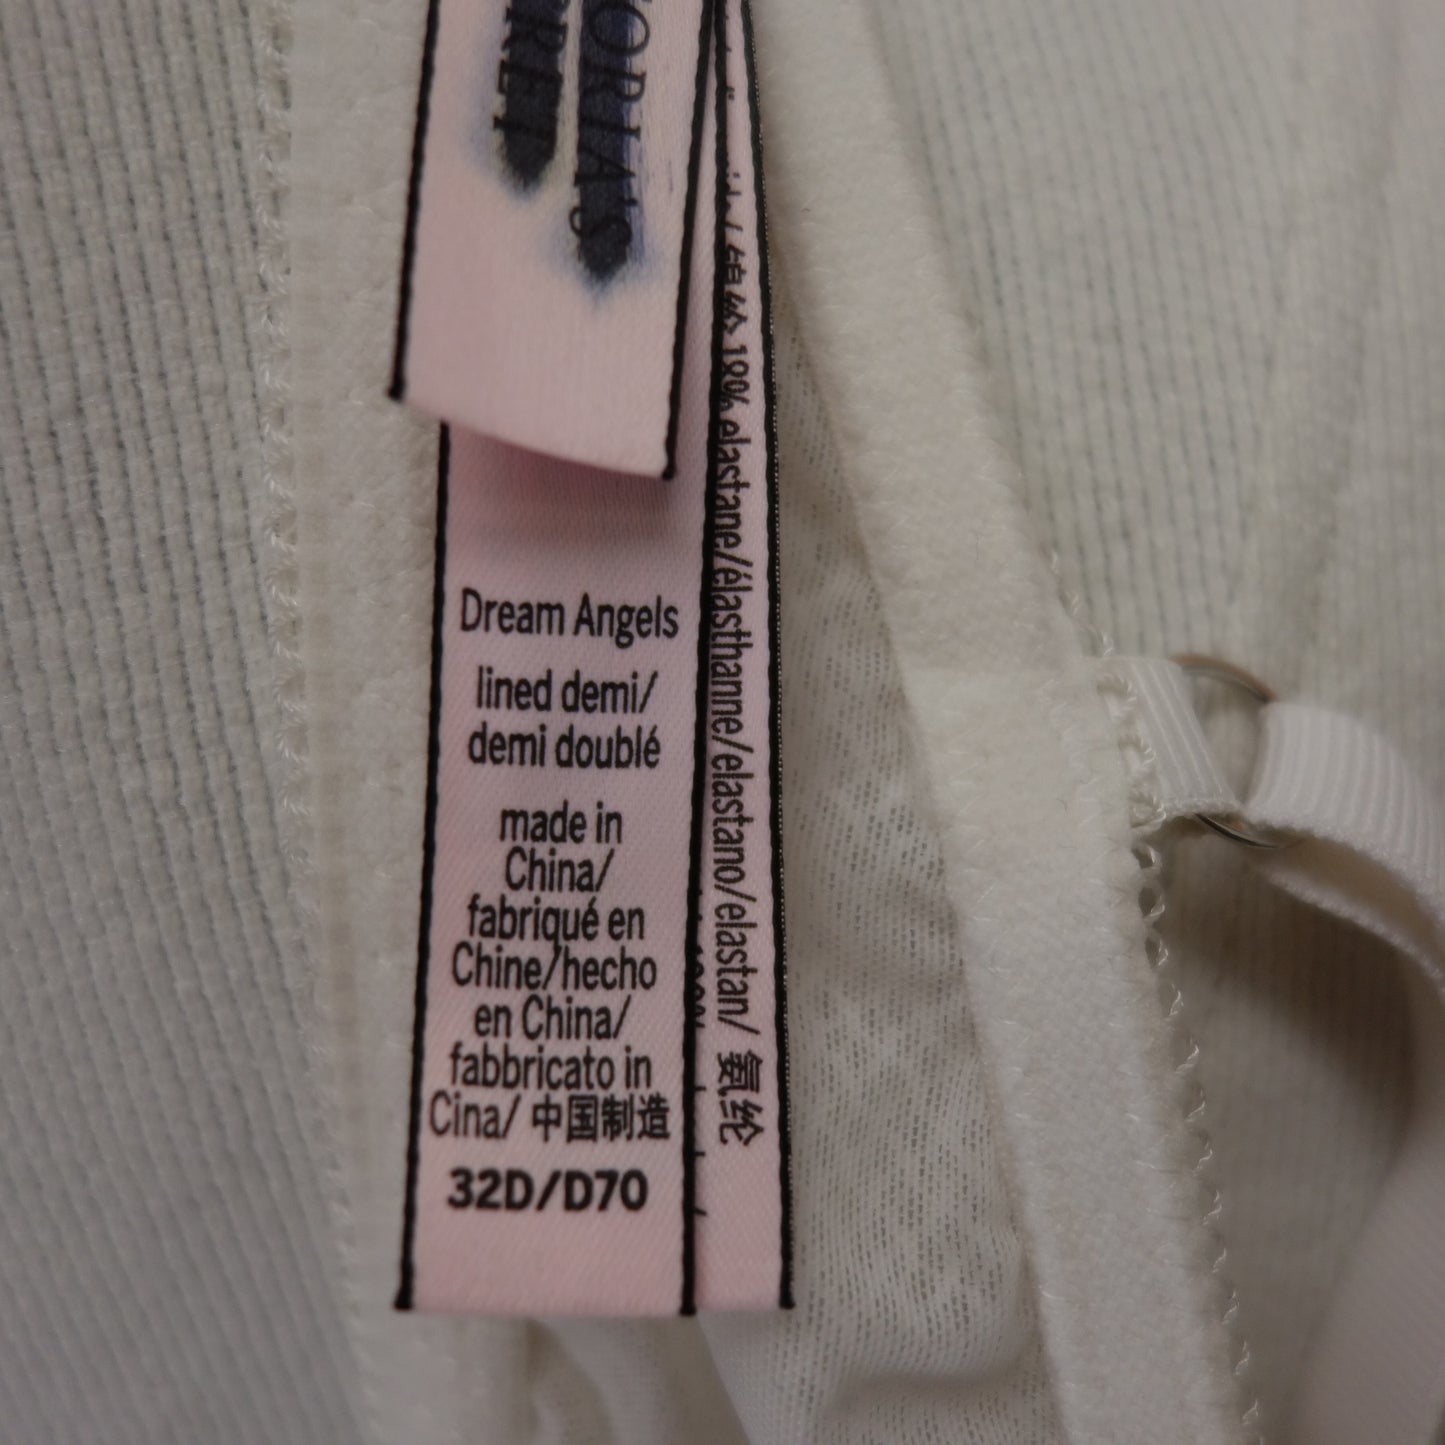 Dream Angels
lined demi/
demi doublé
made in
China/
fabriqué en
Chine/hecho
en China/
fabbricato in
Cina/ 中国制造
32D/D70
18% elastane/élasthanne/elastano/elastan/ 氨纶